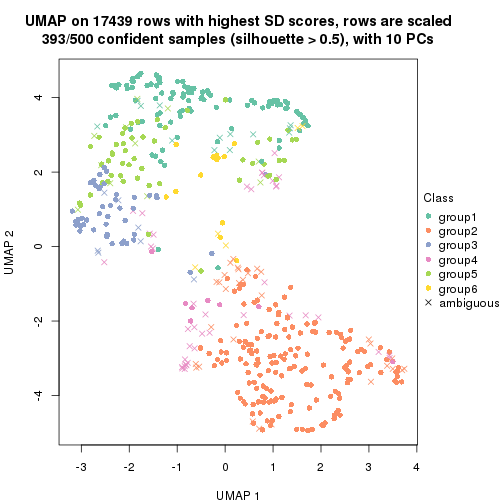 UMAP on 17439 rows with highest SD scores, rows are scaled
393/500 confident samples (silhouette > 0.5), with 10 PCs
4
2
0
-2
-4
UMAP 2
-3
-2
-1
0
1
2
3
4
UMAP 1
Class
group1
group2
group3
group4
group5
group6
ambiguous